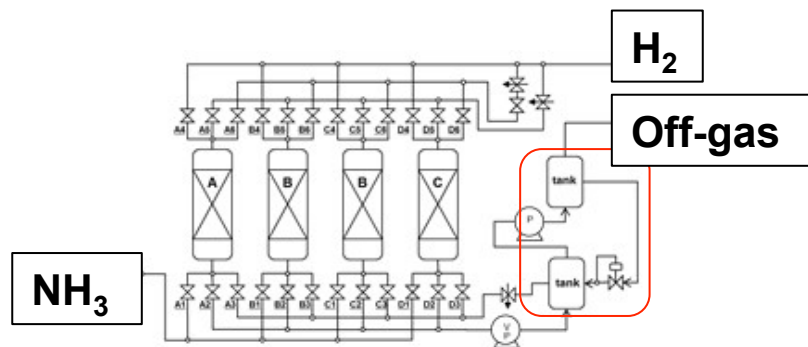 H₂
Off-gas
A4 A5 A6 B4 B5 B6 C4 C5 C6 D4 D5 D6
A B B C
tank
P
tank
NH₃
A1 A2 A3 B1 B2 B3 C1 C2 C3 D1 D2 D3
V
P